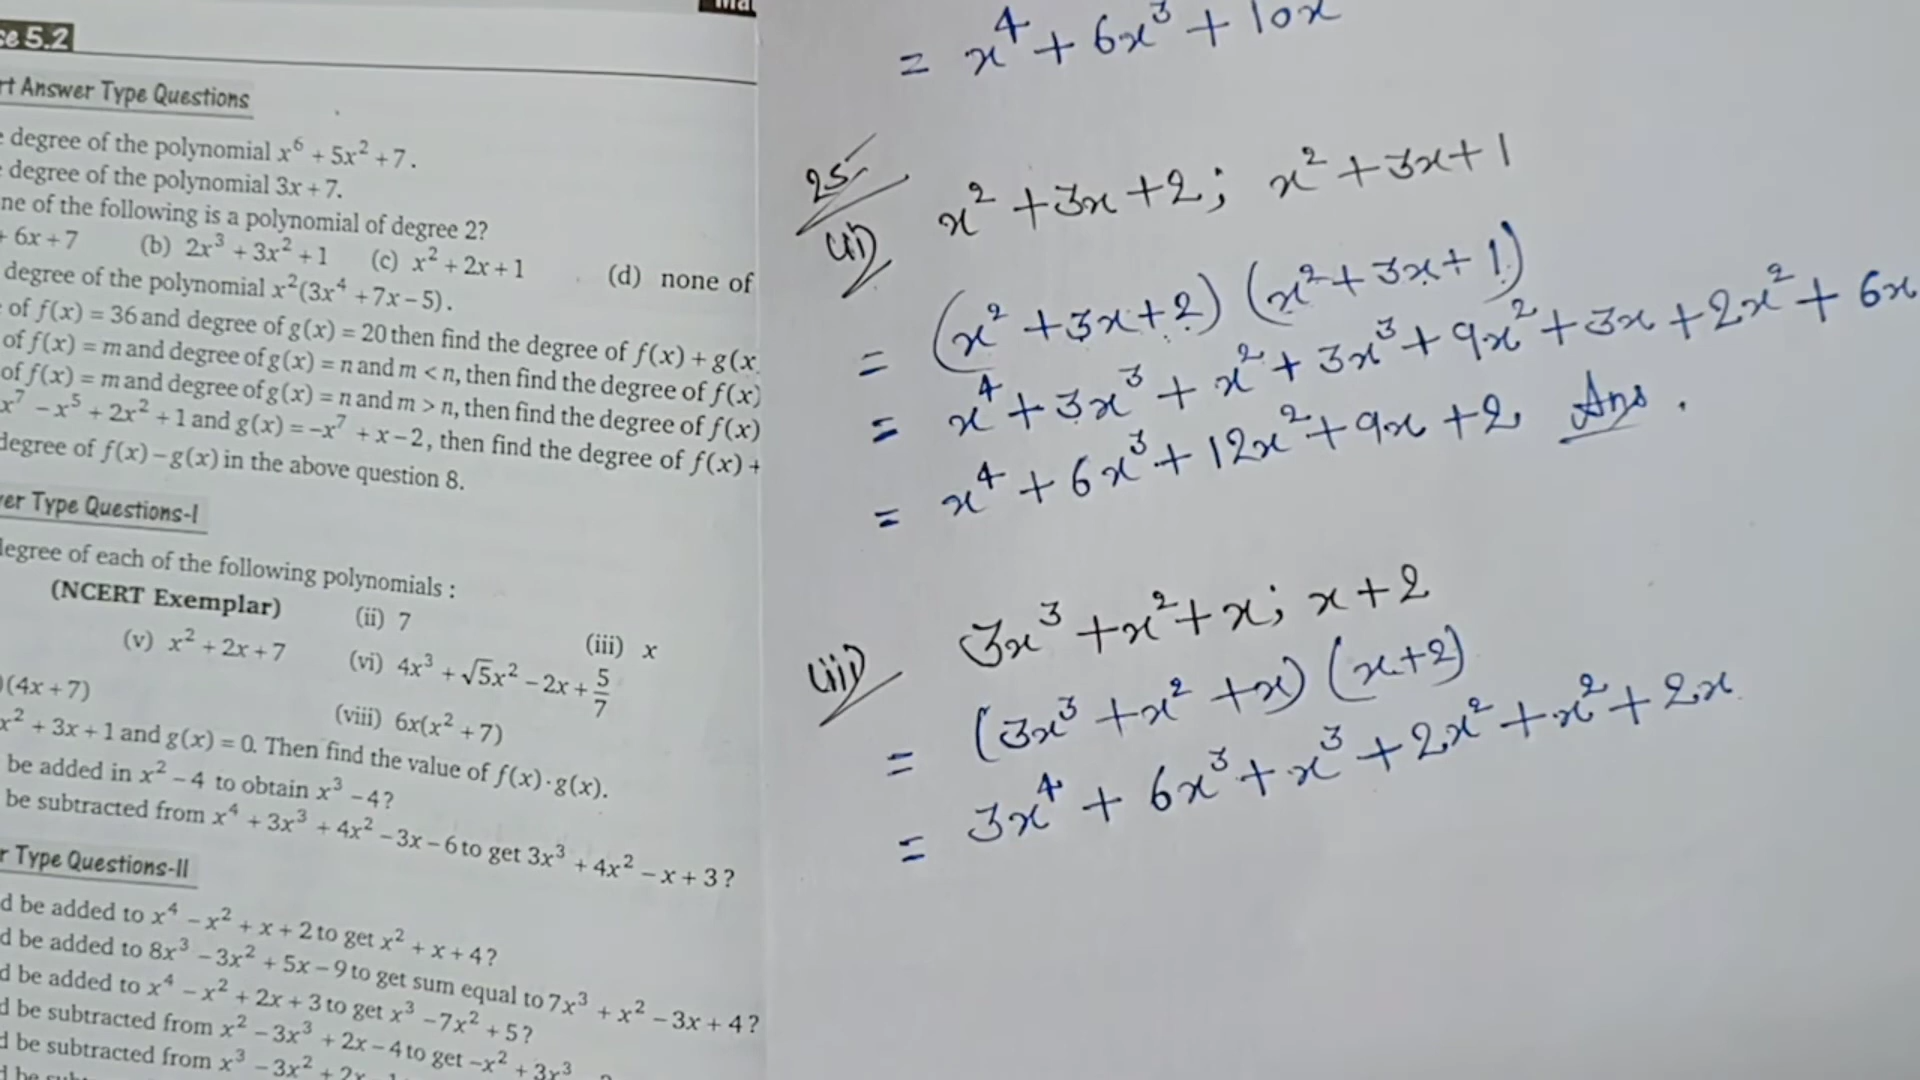 se 5.2
rt Answer Type Questions
degree of the polynomial x⁶ + 5x² + 7.
degree of the polynomial 3x + 7.
ne of the following is a polynomial of degree 2?
+ 6x + 7 (b) 2x³ + 3x² + 1 (c) x² + 2x + 1 (d) none of
degree of the polynomial x²(3x⁴ + 7x – 5).
of f(x) = 36 and degree of g(x) = 20 then find the degree of f(x) + g(x
of f(x) = m and degree of g(x) = n and m < n, then find the degree of f(x)
of f(x) = m and degree of g(x) = n and m > n, then find the degree of f(x)
x⁷ – x⁵ + 2x² + 1 and g(x) = –x⁷ + x – 2, then find the degree of f(x) +
degree of f(x) – g(x) in the above question 8.
er Type Questions-I
degree of each of the following polynomials :
(NCERT Exemplar) (ii) 7 (iii) x
(v) x² + 2x + 7 (vi) 4x³ + √5x² – 2x + 5/7
)(4x + 7) (viii) 6x(x² + 7)
x² + 3x + 1 and g(x) = 0. Then find the value of f(x)·g(x).
be added in x² – 4 to obtain x³ – 4?
be subtracted from x⁴ + 3x³ + 4x² – 3x – 6 to get 3x³ + 4x² – x + 3?
r Type Questions-II
d be added to x⁴ – x² + x + 2 to get x² + x + 4?
d be added to 8x³ – 3x² + 5x – 9 to get sum equal to 7x³ + x² – 3x + 4?
d be added to x⁴ – x² + 2x + 3 to get x³ – 7x² + 5?
d be subtracted from x² – 3x³ + 2x – 4 to get –x² + 3x³
d be subtracted from x³ – 3x² + 2x
= x⁴ + 6x³ + 10x
25-
(ii) x² + 3x + 2; x² + 3x + 1
= (x² + 3x + 2) (x² + 3x + 1)
= x⁴ + 3x³ + x² + 3x³ + 9x² + 3x + 2x² + 6x
= x⁴ + 6x³ + 12x² + 9x + 2 Ans.
(iii) 3x³ + x² + x; x + 2
= (3x³ + x² + x) (x + 2)
= 3x⁴ + 6x³ + x³ + 2x² + x² + 2x